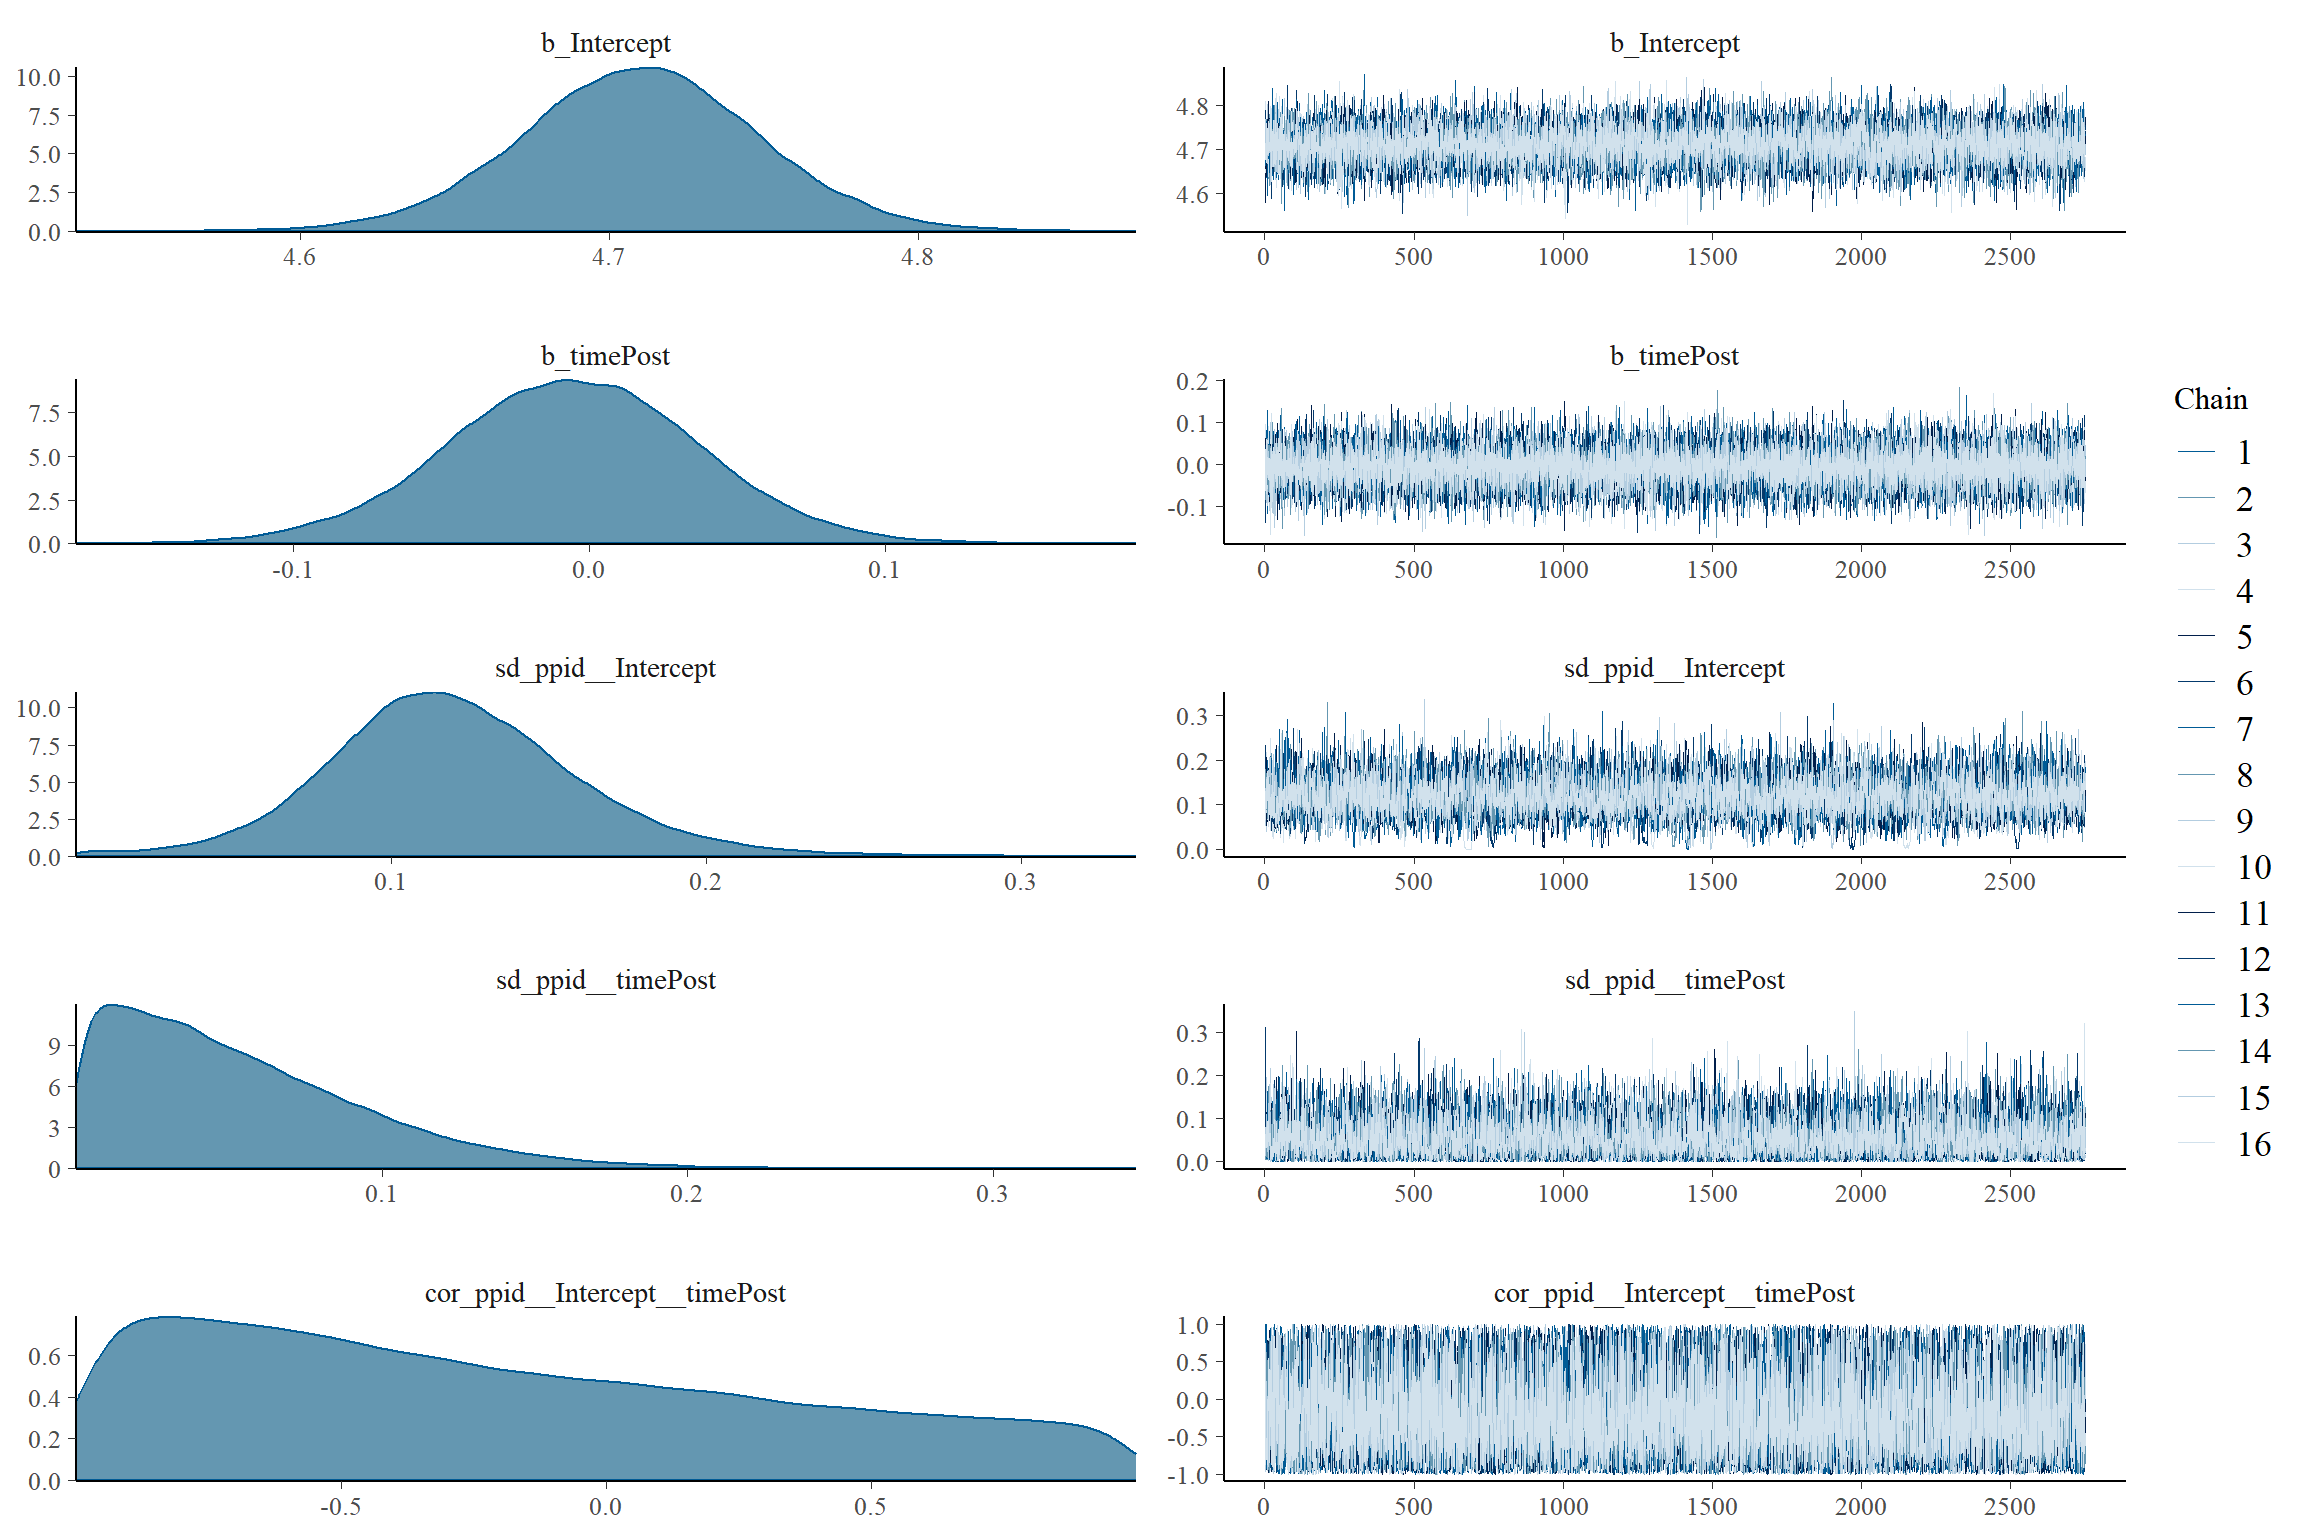 b_Intercept
10.0
7.5
5.0
2.5
0.0
4.6 4.7 4.8
b_Intercept
4.8
4.7
4.6
0 500 1000 1500 2000 2500
b_timePost
7.5
5.0
2.5
0.0
-0.1 0.0 0.1
b_timePost
0.2
0.1
0.0
-0.1
0 500 1000 1500 2000 2500
sd_ppid__Intercept
10.0
7.5
5.0
2.5
0.0
0.1 0.2 0.3
sd_ppid__Intercept
0.3
0.2
0.1
0.0
0 500 1000 1500 2000 2500
sd_ppid__timePost
9
6
3
0
0.1 0.2 0.3
sd_ppid__timePost
0.3
0.2
0.1
0.0
0 500 1000 1500 2000 2500
cor_ppid__Intercept__timePost
0.6
0.4
0.2
0.0
-0.5 0.0 0.5
cor_ppid__Intercept__timePost
1.0
0.5
0.0
-0.5
-1.0
0 500 1000 1500 2000 2500
Chain
1
2
3
4
5
6
7
8
9
10
11
12
13
14
15
16